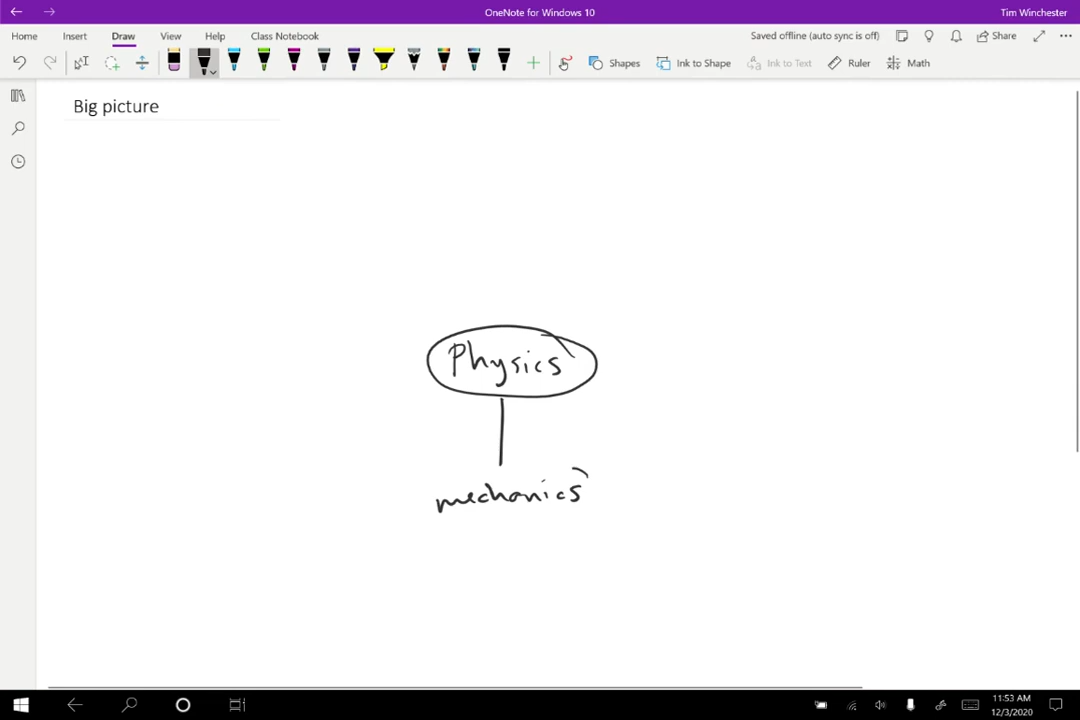 OneNote for Windows 10
Tim Winchester
Home Insert Draw View Help Class Notebook
Saved offline (auto sync is off)
Share
Shapes
Ink to Shape
Ink to Text
Ruler
Math
Big picture
Physics
mechanics
11:53 AM
12/3/2020